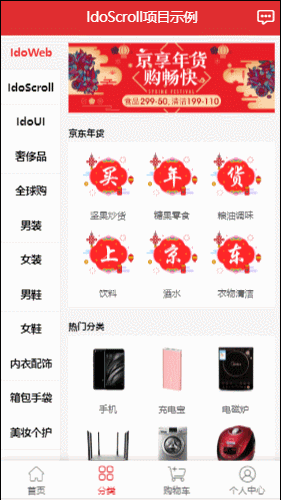 IdoScroll项目示例
IdoWeb
IdoScroll
IdoUI
奢侈品
全球购
男装
女装
男鞋
女鞋
内衣配饰
箱包手袋
美妆个护
京享年货
购畅快
SPRING FESTIVAL
食品299-50, 清洁199-110
京东年货
买 年 货
坚果炒货 糖果零食 粮油调味
上 京 东
饮料 酒水 衣物清洁
热门分类
手机 充电宝 电磁炉
首页 分类 购物车 个人中心